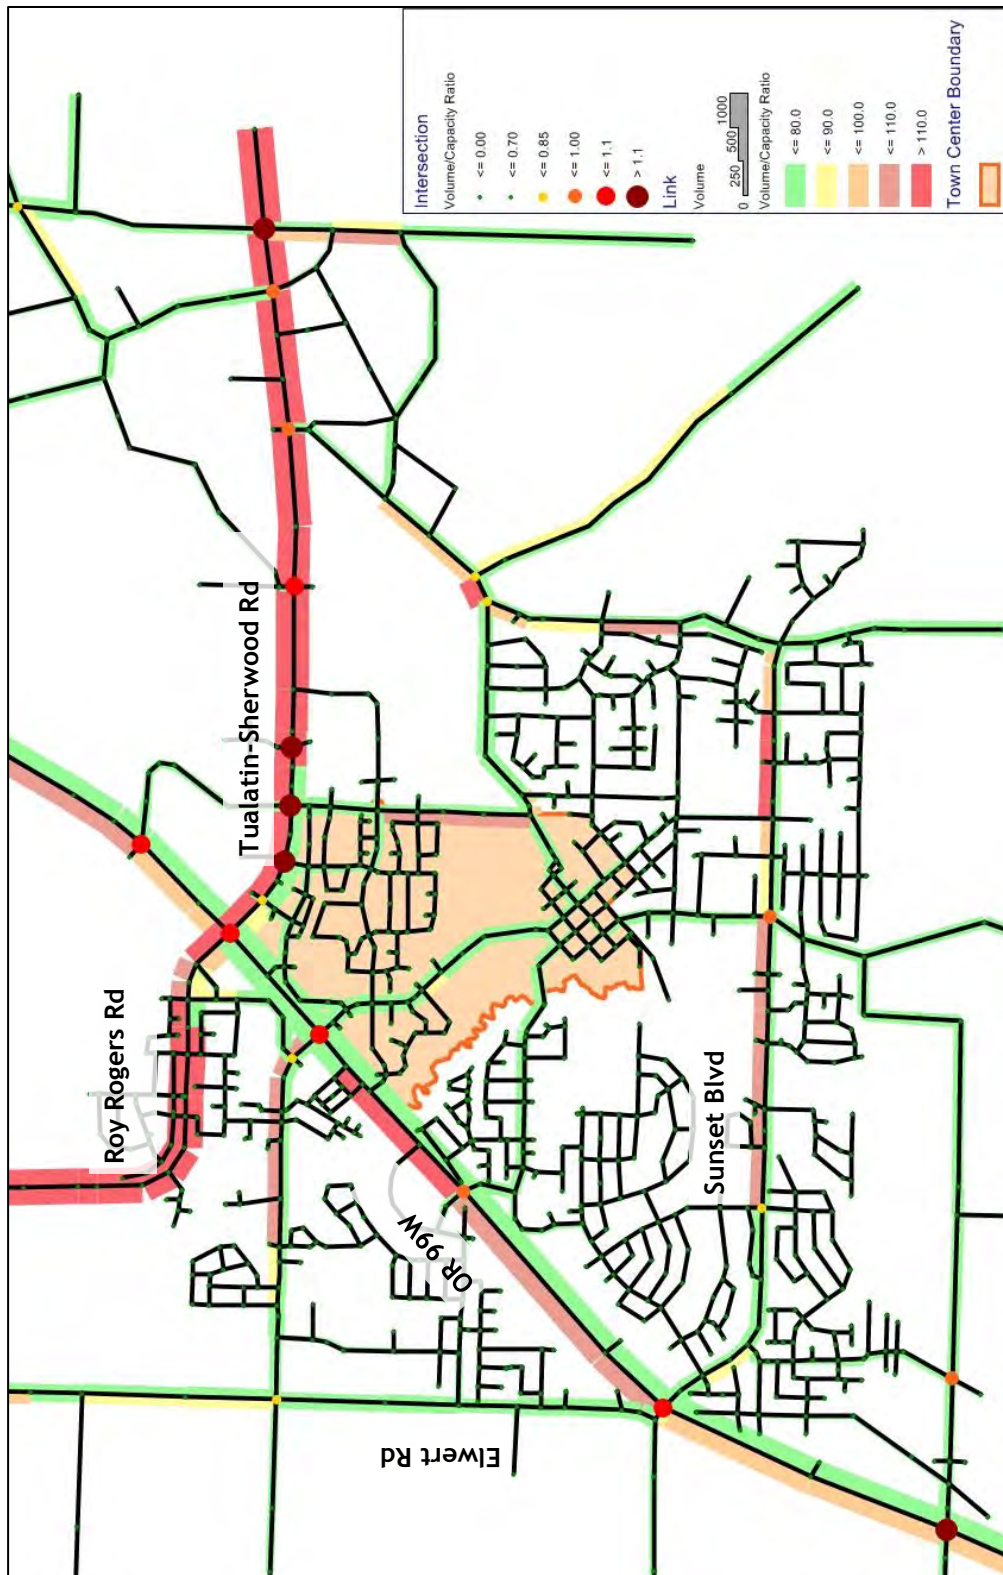 Roy Rogers Rd
Tualatin-Sherwood Rd
OR 99W
Elwert Rd
Sunset Blvd
Intersection
Volume/Capacity Ratio
<= 0.00
<= 0.70
<= 0.85
<= 1.00
<= 1.1
> 1.1
Link
Volume
0 250 500 1000
Volume/Capacity Ratio
<= 80.0
<= 90.0
<= 100.0
<= 110.0
> 110.0
Town Center Boundary